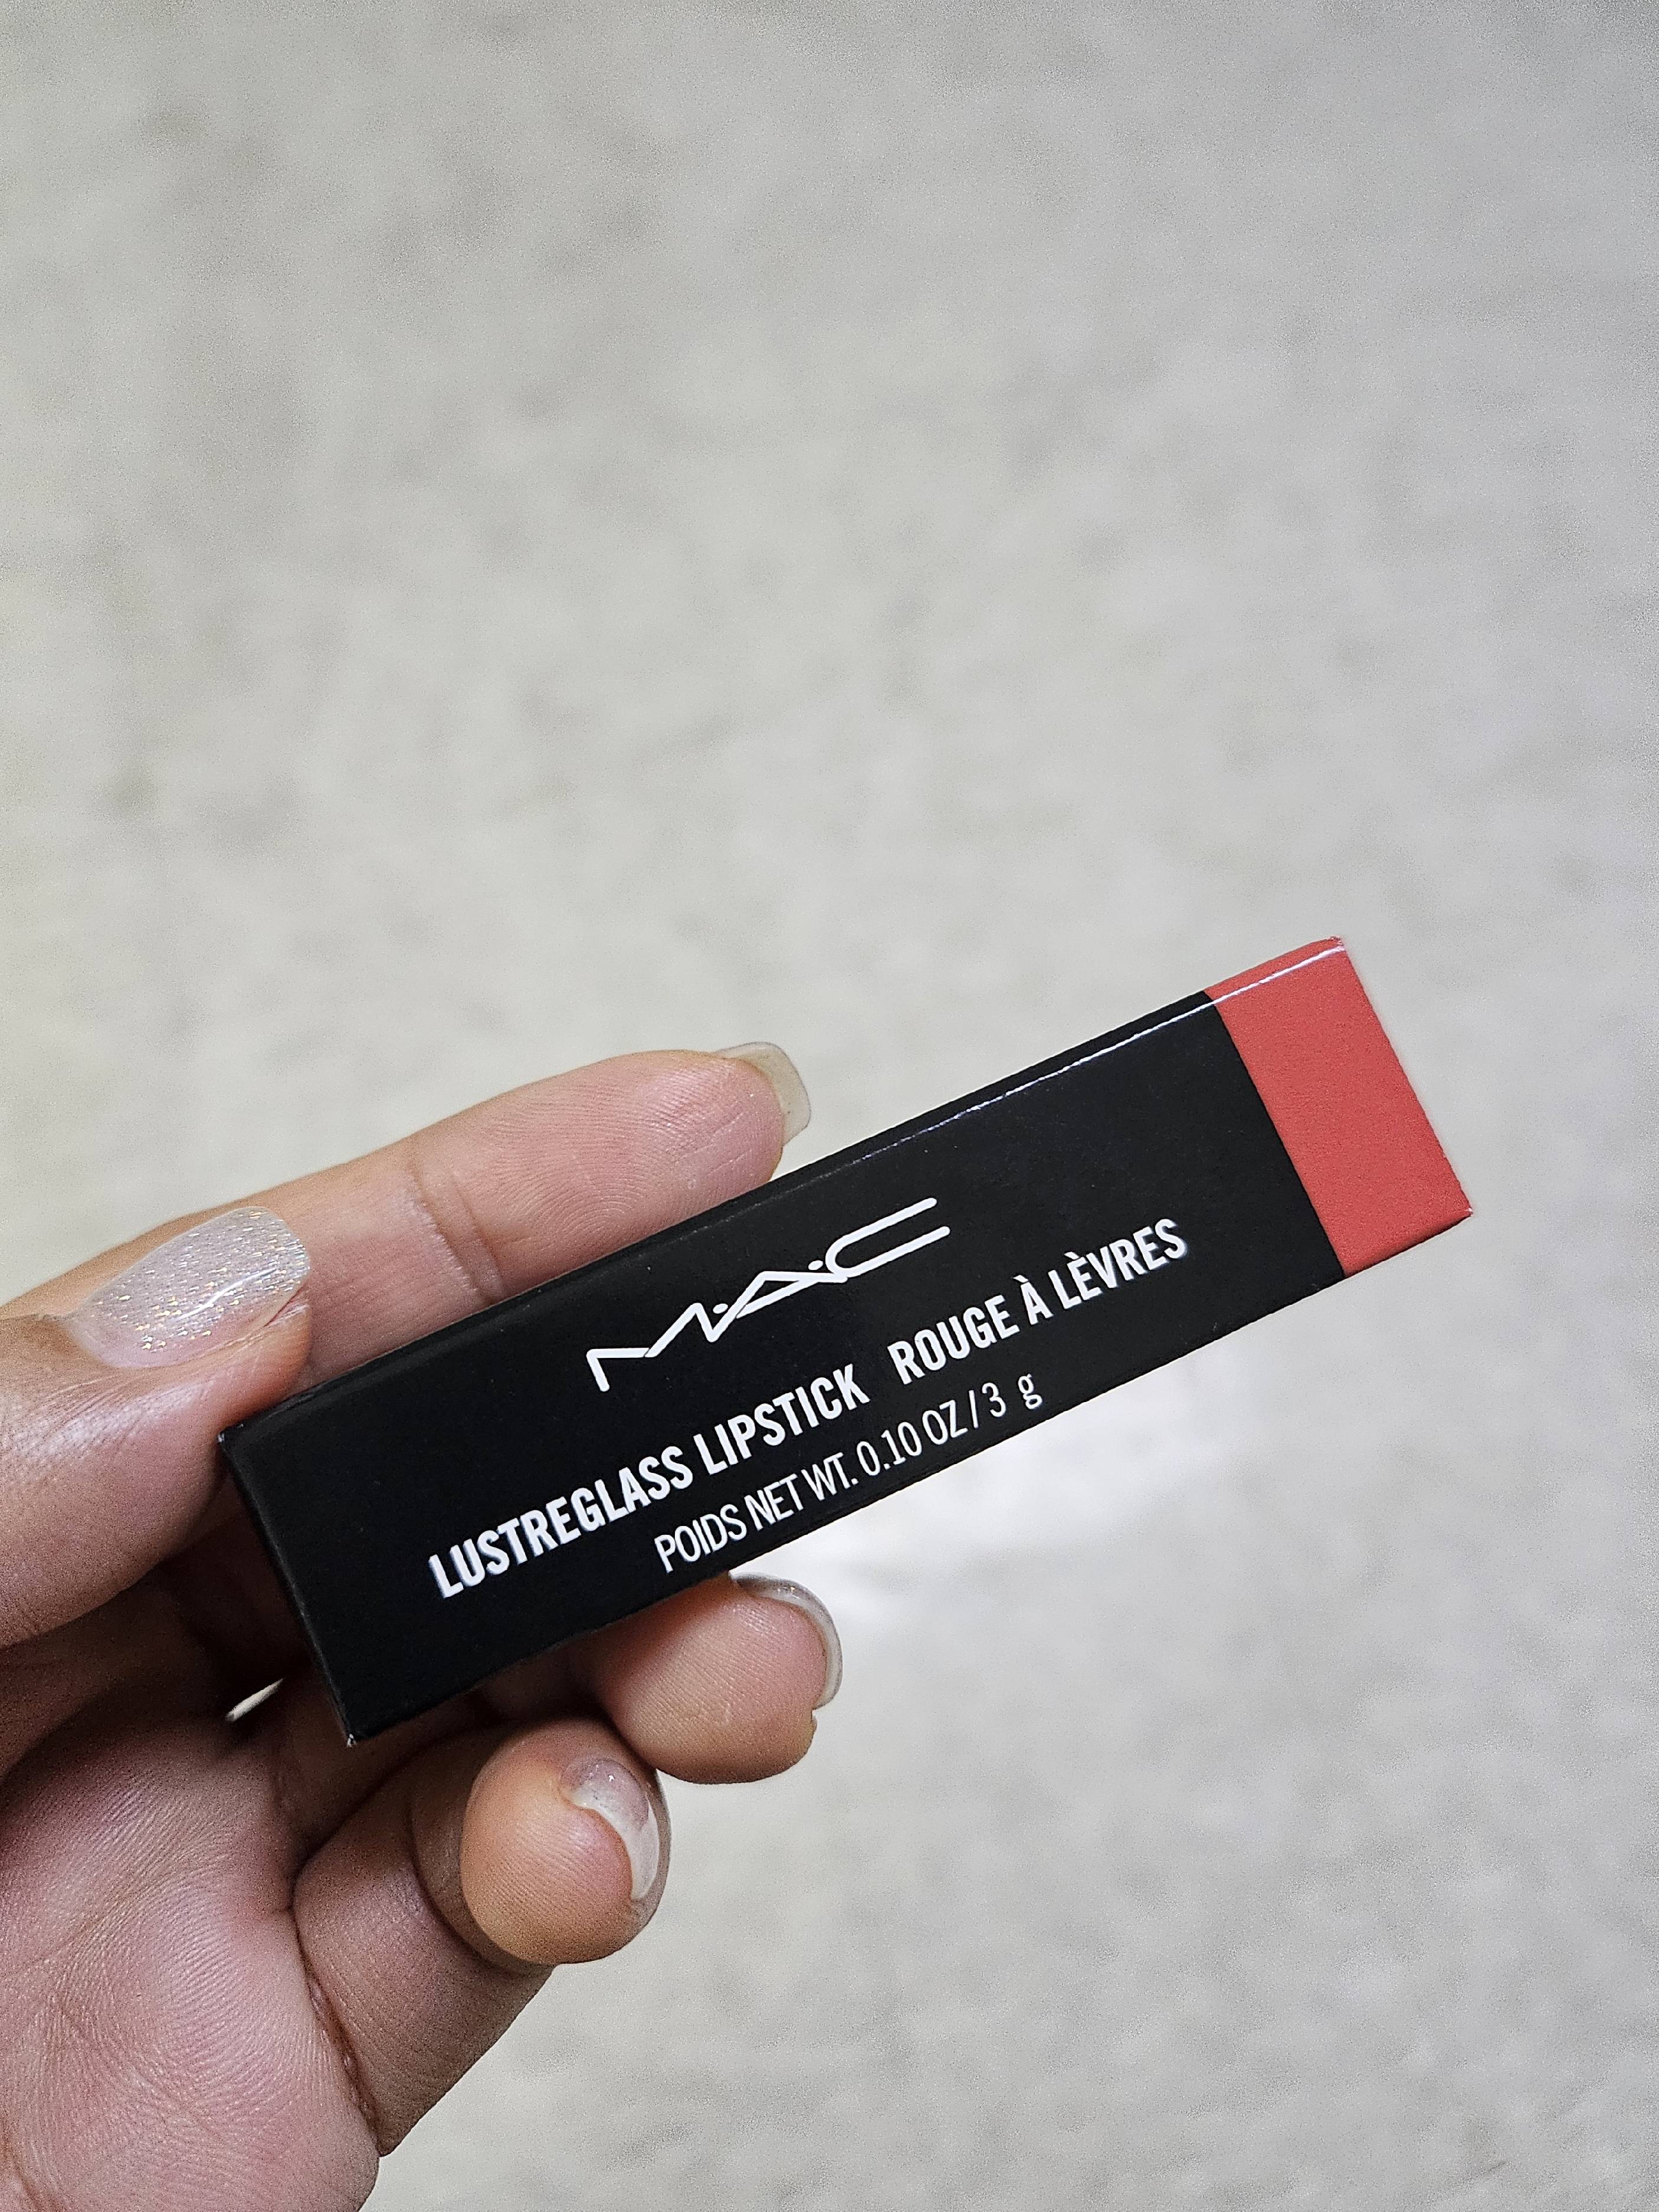 M·A·C
LUSTREGLASS LIPSTICK ROUGE À LÈVRES
POIDS NET WT. 0.10 OZ / 3 g